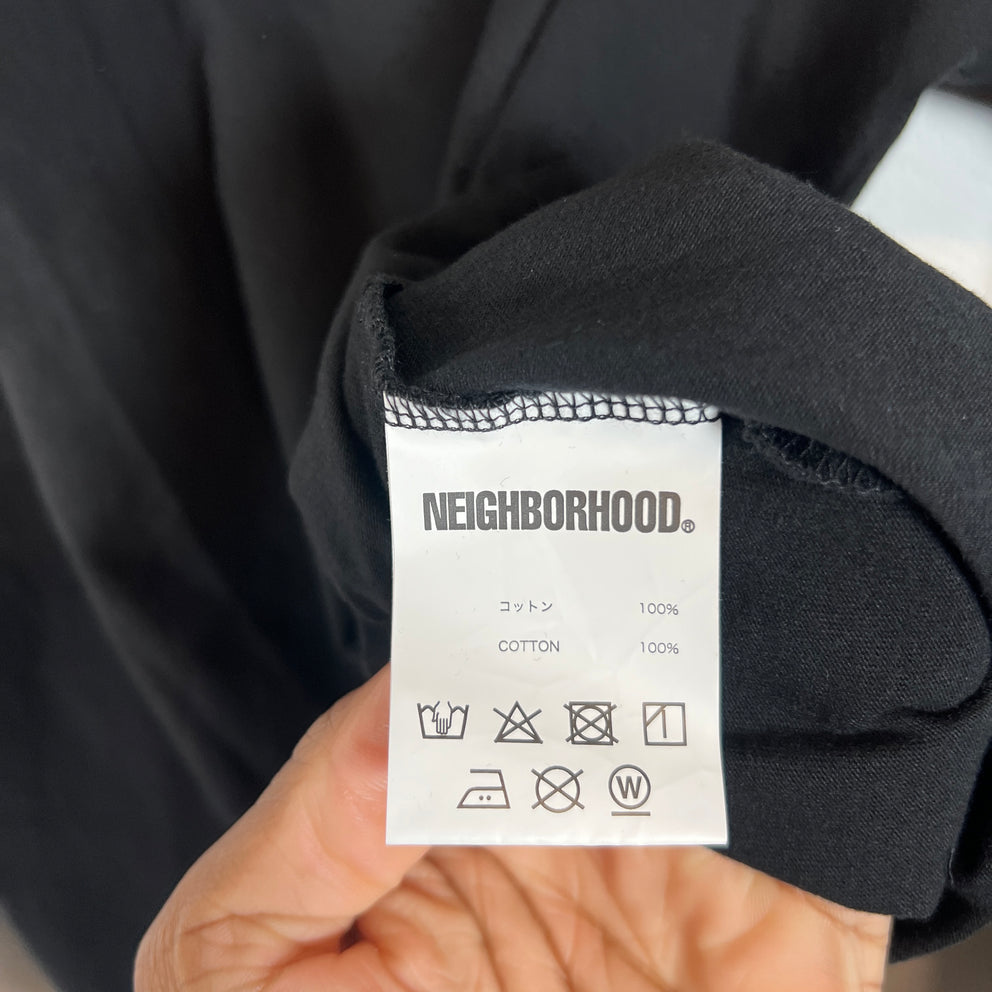 NEIGHBORHOOD®
コットン 100%
COTTON 100%
W